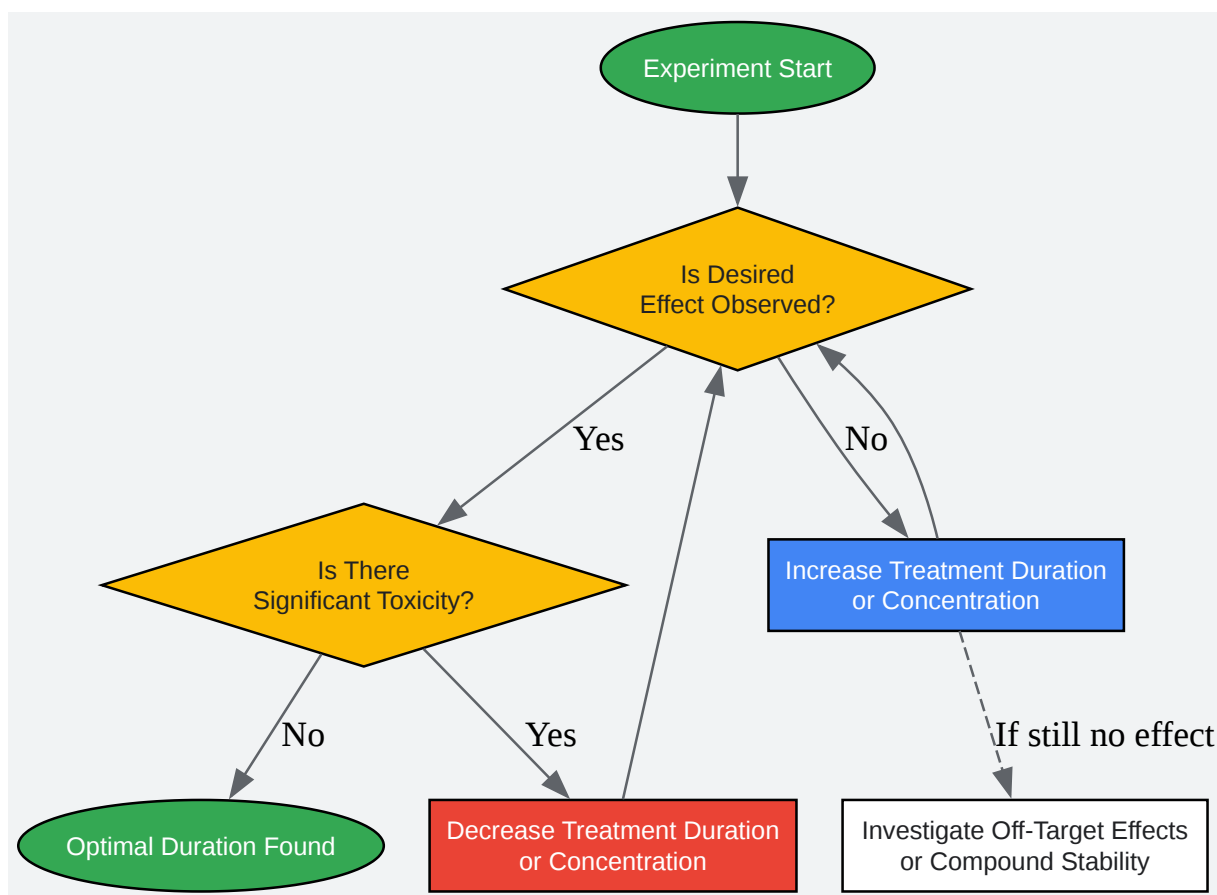 Experiment Start
Is Desired
Effect Observed?
Yes
No
Is There
Significant Toxicity?
Increase Treatment Duration
or Concentration
No
Yes
If still no effect
Optimal Duration Found
Decrease Treatment Duration
or Concentration
Investigate Off-Target Effects
or Compound Stability